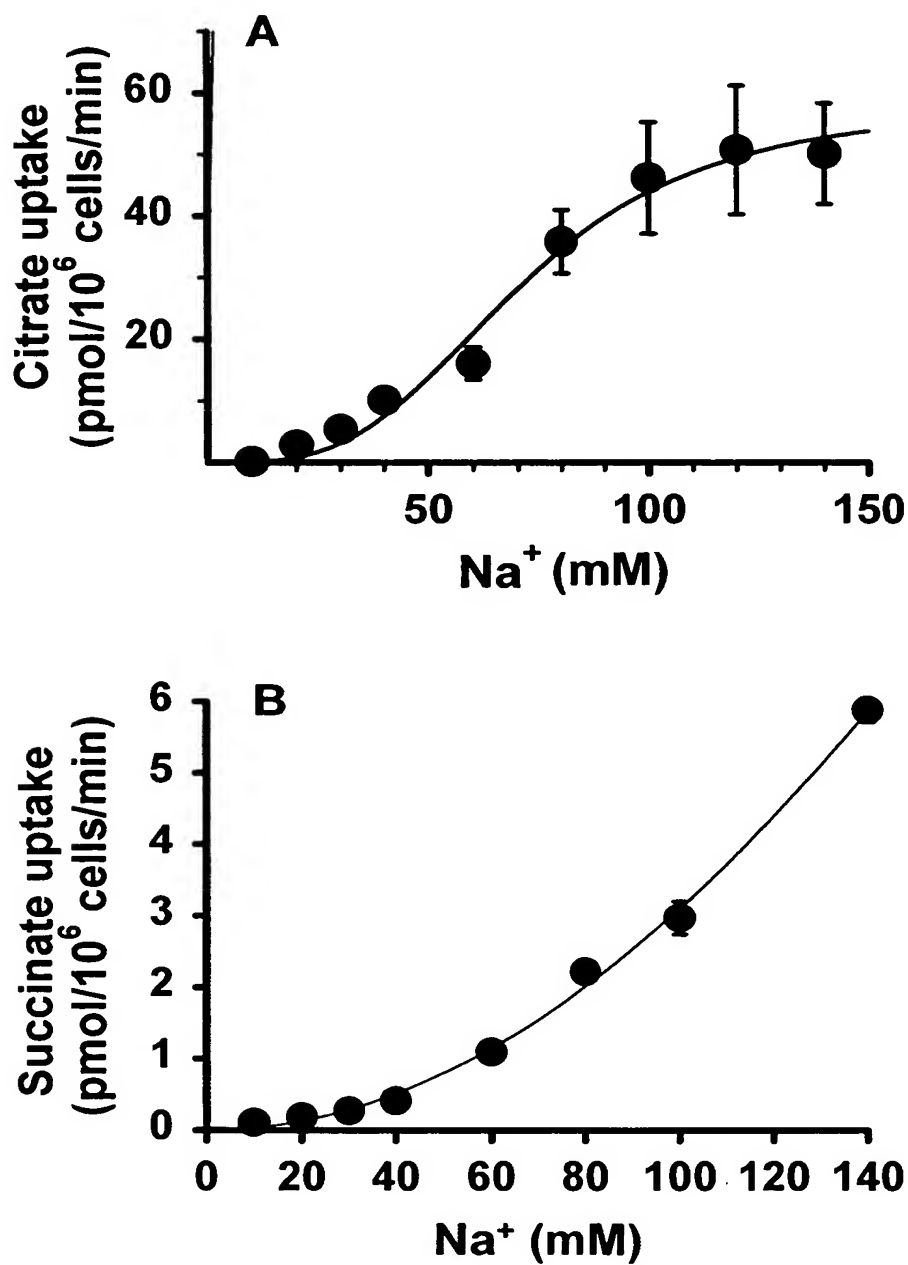 A
Citrate uptake
(pmol/10⁶ cells/min)
60
40
20
50 100 150
Na⁺ (mM)
B
Succinate uptake
(pmol/10⁶ cells/min)
6
5
4
3
2
1
0
0 20 40 60 80 100 120 140
Na⁺ (mM)